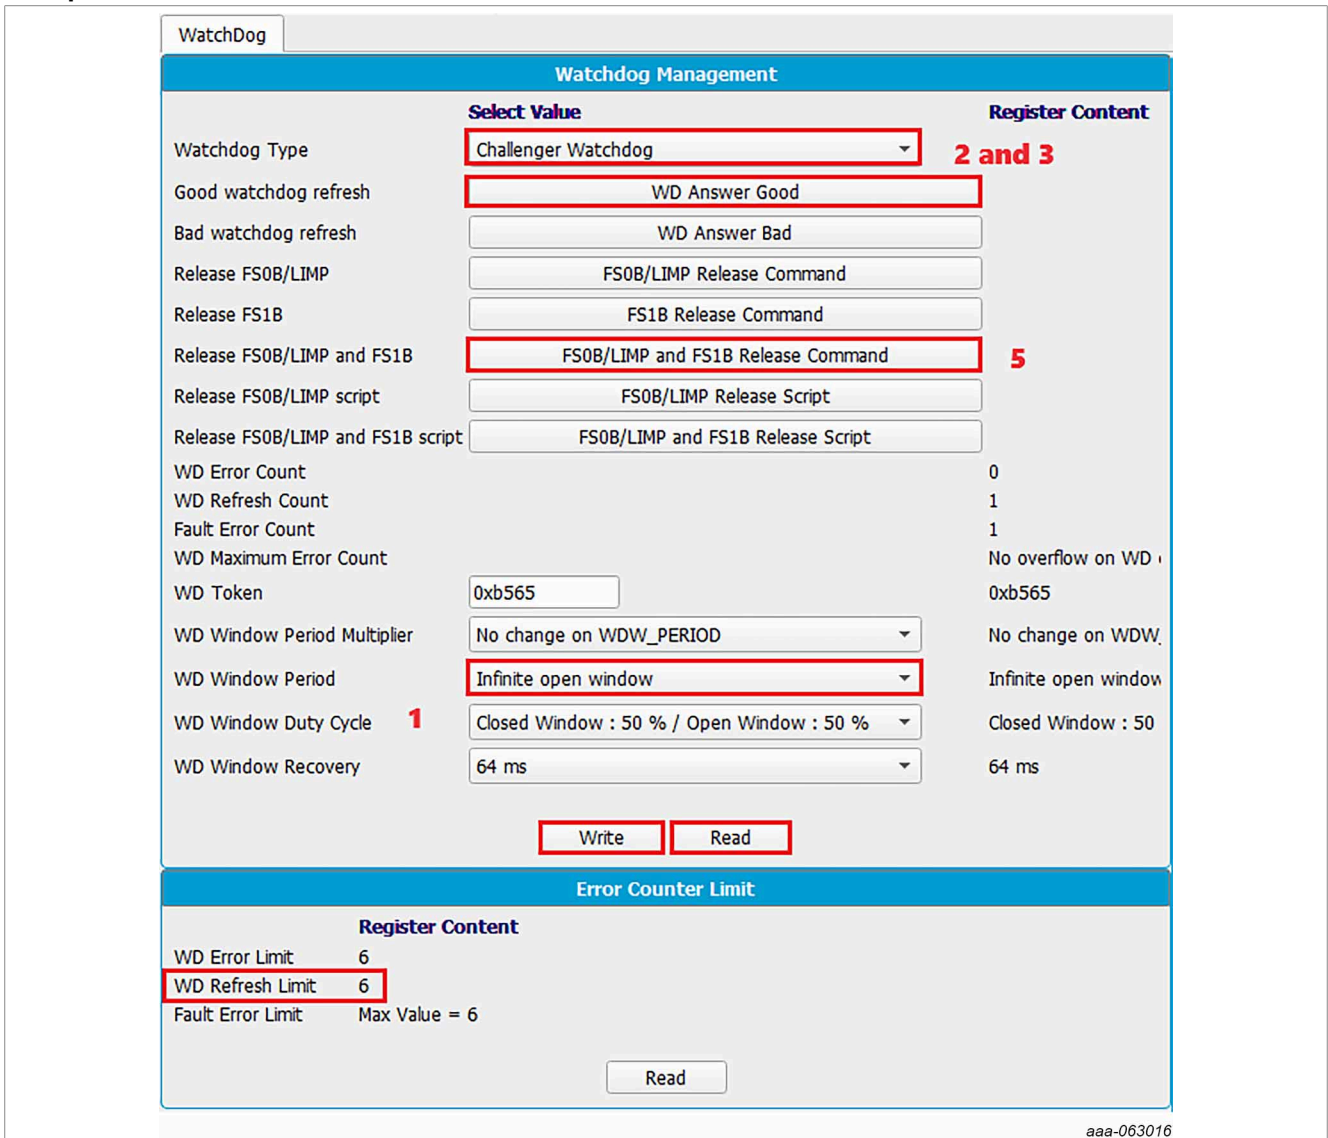 WatchDog
Watchdog Management
Select Value Register Content
Watchdog Type Challenger Watchdog 2 and 3
Good watchdog refresh WD Answer Good
Bad watchdog refresh WD Answer Bad
Release FS0B/LIMP FS0B/LIMP Release Command
Release FS1B FS1B Release Command
Release FS0B/LIMP and FS1B FS0B/LIMP and FS1B Release Command 5
Release FS0B/LIMP script FS0B/LIMP Release Script
Release FS0B/LIMP and FS1B script FS0B/LIMP and FS1B Release Script
WD Error Count 0
WD Refresh Count 1
Fault Error Count 1
WD Maximum Error Count No overflow on WD
WD Token 0xb565 0xb565
WD Window Period Multiplier No change on WDW_PERIOD No change on WDW_
WD Window Period Infinite open window Infinite open window
WD Window Duty Cycle 1 Closed Window : 50 % / Open Window : 50 % Closed Window : 50
WD Window Recovery 64 ms 64 ms
Write Read
Error Counter Limit
Register Content
WD Error Limit 6
WD Refresh Limit 6
Fault Error Limit Max Value = 6
Read
aaa-063016